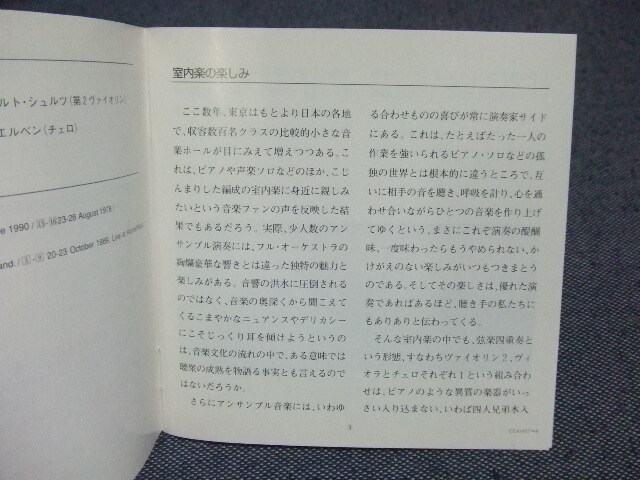 ルト・シュルツ(第2ヴァイオリン)
エルベン(チェロ)
e 1990 / 13-16 23-28 August 1978 /
and. / 5-9 20-23 October 1986, Live
室内楽の楽しみ
ここ数年、東京はもとより日本の各地
で、収容数百名クラスの比較的小さな音
楽ホールが目にみえて増えつつある。こ
れは、ピアノや声楽ソロなどのほか、こ
じんまりした編成の室内楽に身近に親しみ
たいという音楽ファンの声を反映した結
果でもあるだろう。実際、少人数のアン
サンブル演奏には、フル・オーケストラの
絢爛豪華な響きとは違った独特の魅力と
楽しみがある。音響の洪水に圧倒される
のではなく、音楽の奥深くから聞こえて
くるこまやかなニュアンスやデリカシー
にこそじっくり耳を傾けようというの
は、音楽文化の流れの中で、ある意味では
聴衆の成熟を物語る事実とも言えるので
はないだろうか。
さらにアンサンブル音楽には、いわゆ
る合わせものの喜びが常に演奏家サイド
にある。これは、たとえばたった一人の
作業を強いられるピアノ・ソロなどの孤
独の世界とは根本的に違うところで、互
いに相手の音を聴き、呼吸を計り、心を通
わせ合いながらひとつの音楽を作り上げ
てゆくという、まさにこれぞ演奏の醍醐
味、一度味わったらもうやめられない、か
けがえのない楽しみがいつもつきまとう
のである。そしてその楽しさは、優れた演
奏であればあるほど、聴き手の私たちに
もありありと伝わってくる。
そんな室内楽の中でも、弦楽四重奏と
いう形態、すなわちヴァイオリン2、ヴィ
オラとチェロそれぞれ1という組み合わ
せは、ピアノのような異質の楽器がいっ
さい入り込まない、いわば四人兄弟水入
3